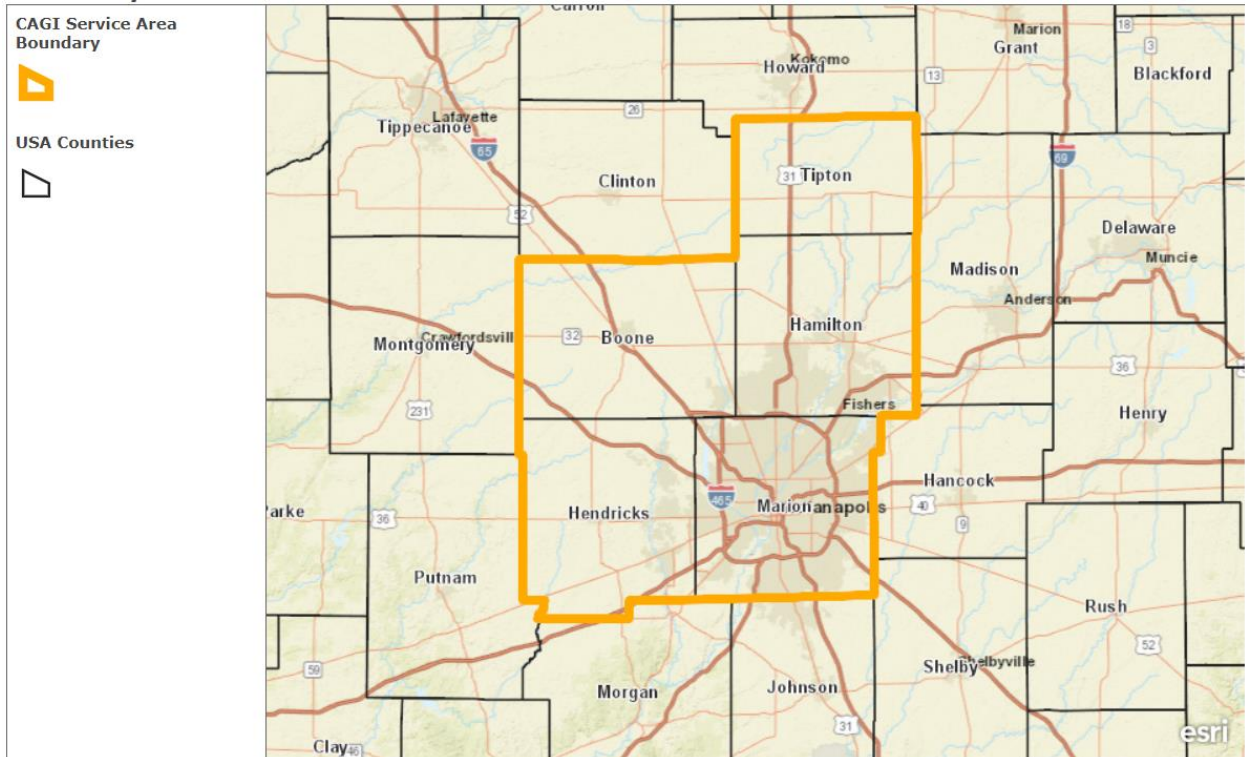 CAGI Service Area
Boundary
USA Counties
Carroll
Marion
18
Grant
3
Kokomo
Howard
13
Blackford
26
Lafayette
Tippecanoe
65
69
31
Tipton
Clinton
52
Delaware
Muncie
Madison
Anderson
Hamilton
32
Boone
Crawfordsvill
Montgomery
36
231
Fishers
Henry
Hancock
465
Marion
anapolis
40
Hendricks
9
Parke
36
Putnam
Rush
52
59
Shelbyville
Shelby
Morgan
Johnson
31
Clay
46
esri